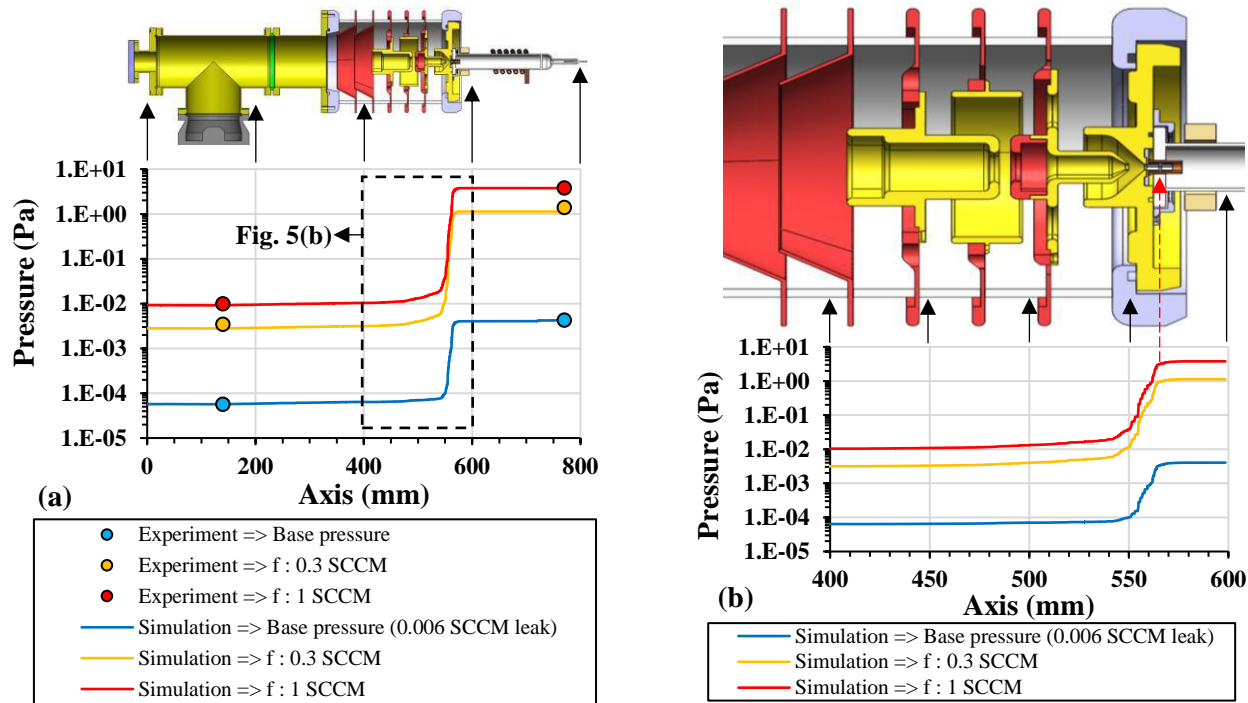 1.E+01
1.E+00
1.E-01
1.E-02
1.E-03
1.E-04
1.E-05
Pressure (Pa)
Fig. 5(b)
0 200 400 600 800
(a)
Axis (mm)
Experiment => Base pressure
Experiment => f : 0.3 SCCM
Experiment => f : 1 SCCM
Simulation => Base pressure (0.006 SCCM leak)
Simulation => f : 0.3 SCCM
Simulation => f : 1 SCCM
1.E+01
1.E+00
1.E-01
1.E-02
1.E-03
1.E-04
1.E-05
Pressure (Pa)
400 450 500 550 600
(b)
Axis (mm)
Simulation => Base pressure (0.006 SCCM leak)
Simulation => f : 0.3 SCCM
Simulation => f : 1 SCCM